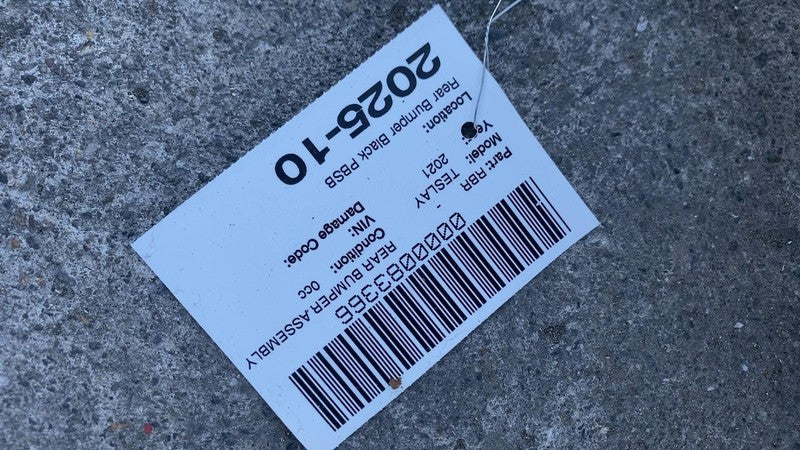 0000083366
Part: RBR REAR BUMPER ASSEMBLY
Model: TESLAY Condition: 0cc
Year: 2021 - VIN:
Location: Damage Code:
Rear Bumper Black PBSB
2025-10